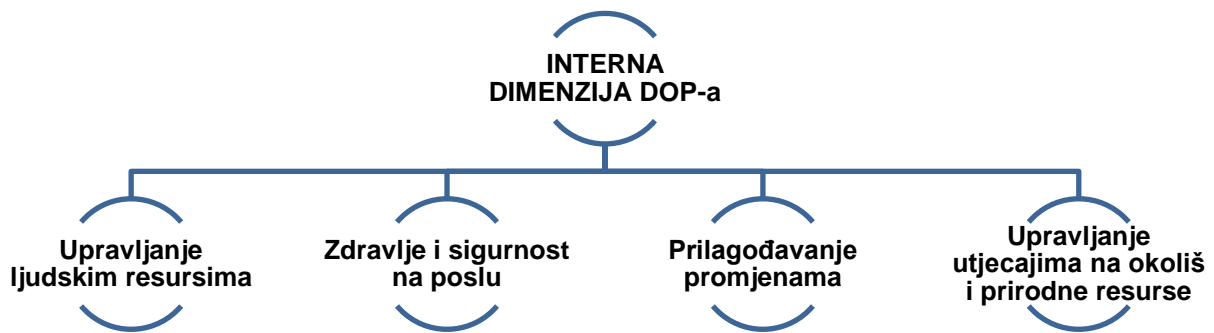 INTERNA
DIMENZIJA DOP-a
Upravljanje
ljudskim resursima
Zdravlje i sigurnost
na poslu
Prilagođavanje
promjenama
Upravljanje
utjecajima na okoliš
i prirodne resurse